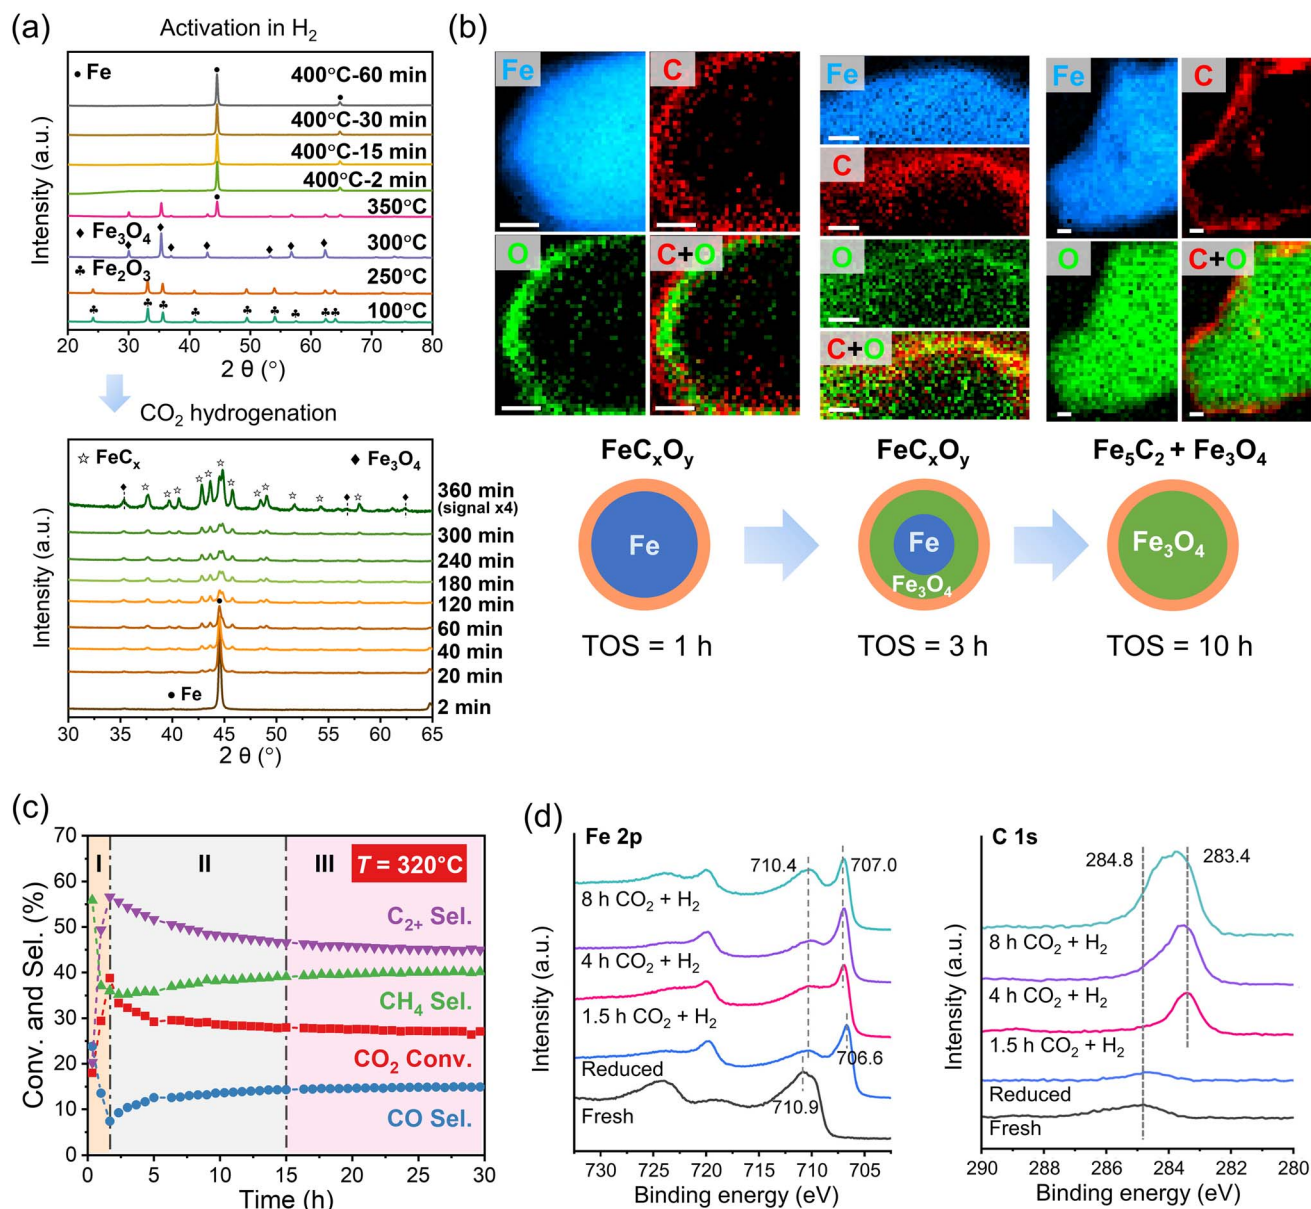 (a)
Activation in H₂
• Fe
400°C-60 min
400°C-30 min
400°C-15 min
400°C-2 min
350°C
♦ Fe₃O₄
300°C
♣ Fe₂O₃
250°C
100°C
Intensity (a.u.)
20 30 40 50 60 70 80
2 θ (°)
CO₂ hydrogenation
☆ FeCₓ
♦ Fe₃O₄
360 min
(signal x4)
300 min
240 min
180 min
120 min
60 min
40 min
20 min
• Fe
2 min
Intensity (a.u.)
30 35 40 45 50 55 60 65
2 θ (°)
(b)
Fe
C
O
C+O
Fe
C
O
C+O
Fe
C
O
C+O
FeCₓOᵧ
FeCₓOᵧ
Fe₅C₂ + Fe₃O₄
Fe
Fe
Fe₃O₄
Fe₃O₄
TOS = 1 h
TOS = 3 h
TOS = 10 h
(c)
70
60
50
40
30
20
10
0
Conv. and Sel. (%)
I
II
III
T = 320°C
C₂₊ Sel.
CH₄ Sel.
CO₂ Conv.
CO Sel.
0 5 10 15 20 25 30
Time (h)
(d)
Fe 2p
710.4
707.0
8 h CO₂ + H₂
4 h CO₂ + H₂
1.5 h CO₂ + H₂
706.6
Reduced
710.9
Fresh
Intensity (a.u.)
730 725 720 715 710 705
Binding energy (eV)
C 1s
284.8
283.4
8 h CO₂ + H₂
4 h CO₂ + H₂
1.5 h CO₂ + H₂
Reduced
Fresh
Intensity (a.u.)
290 288 286 284 282 280
Binding energy (eV)